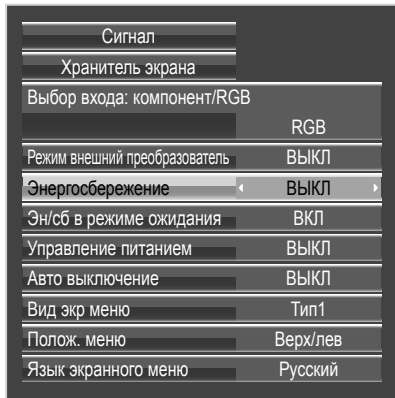 Сигнал
Хранитель экрана
Выбор входа: компонент/RGB
RGB
Режим внешний преобразователь ВЫКЛ
Энергосбережение ВЫКЛ
Эн/сб в режиме ожидания ВКЛ
Управление питанием ВЫКЛ
Авто выключение ВЫКЛ
Вид экр меню Тип1
Полож. меню Верх/лев
Язык экранного меню Русский